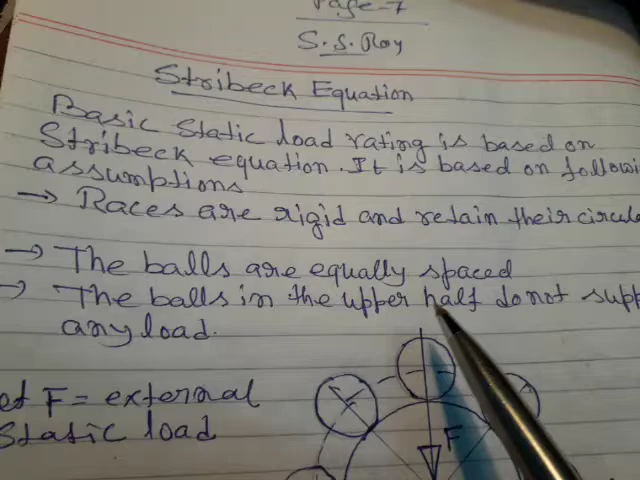 Page-7
S.S. Roy
Stribeck Equation
Basic static load rating is based on
Stribeck equation. It is based on
assumptions
→ Races are rigid and retain their
→ The balls are equally spaced
→ The balls in the upper half do not
any load.
F = external
static load
F